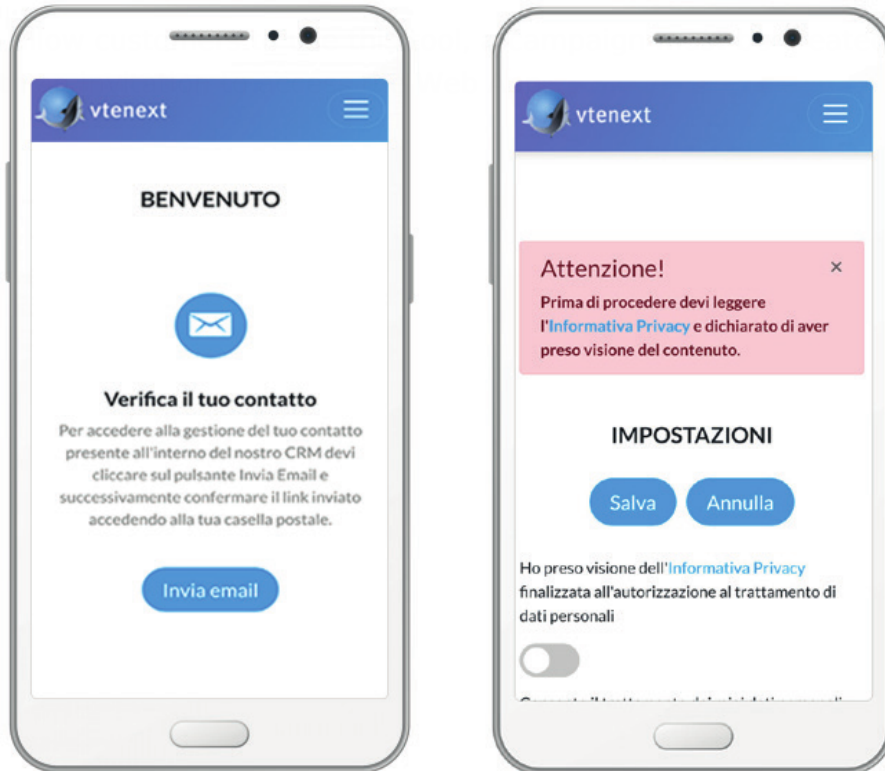 vtenext
BENVENUTO
Verifica il tuo contatto
Per accedere alla gestione del tuo contatto
presente all'interno del nostro CRM devi
cliccare sul pulsante Invia Email e
successivamente confermare il link inviato
accedendo alla tua casella postale.
Invia email
vtenext
Attenzione!
×
Prima di procedere devi leggere
l'Informativa Privacy e dichiarato di aver
preso visione del contenuto.
IMPOSTAZIONI
Salva
Annulla
Ho preso visione dell'Informativa Privacy
finalizzata all'autorizzazione al trattamento di
dati personali